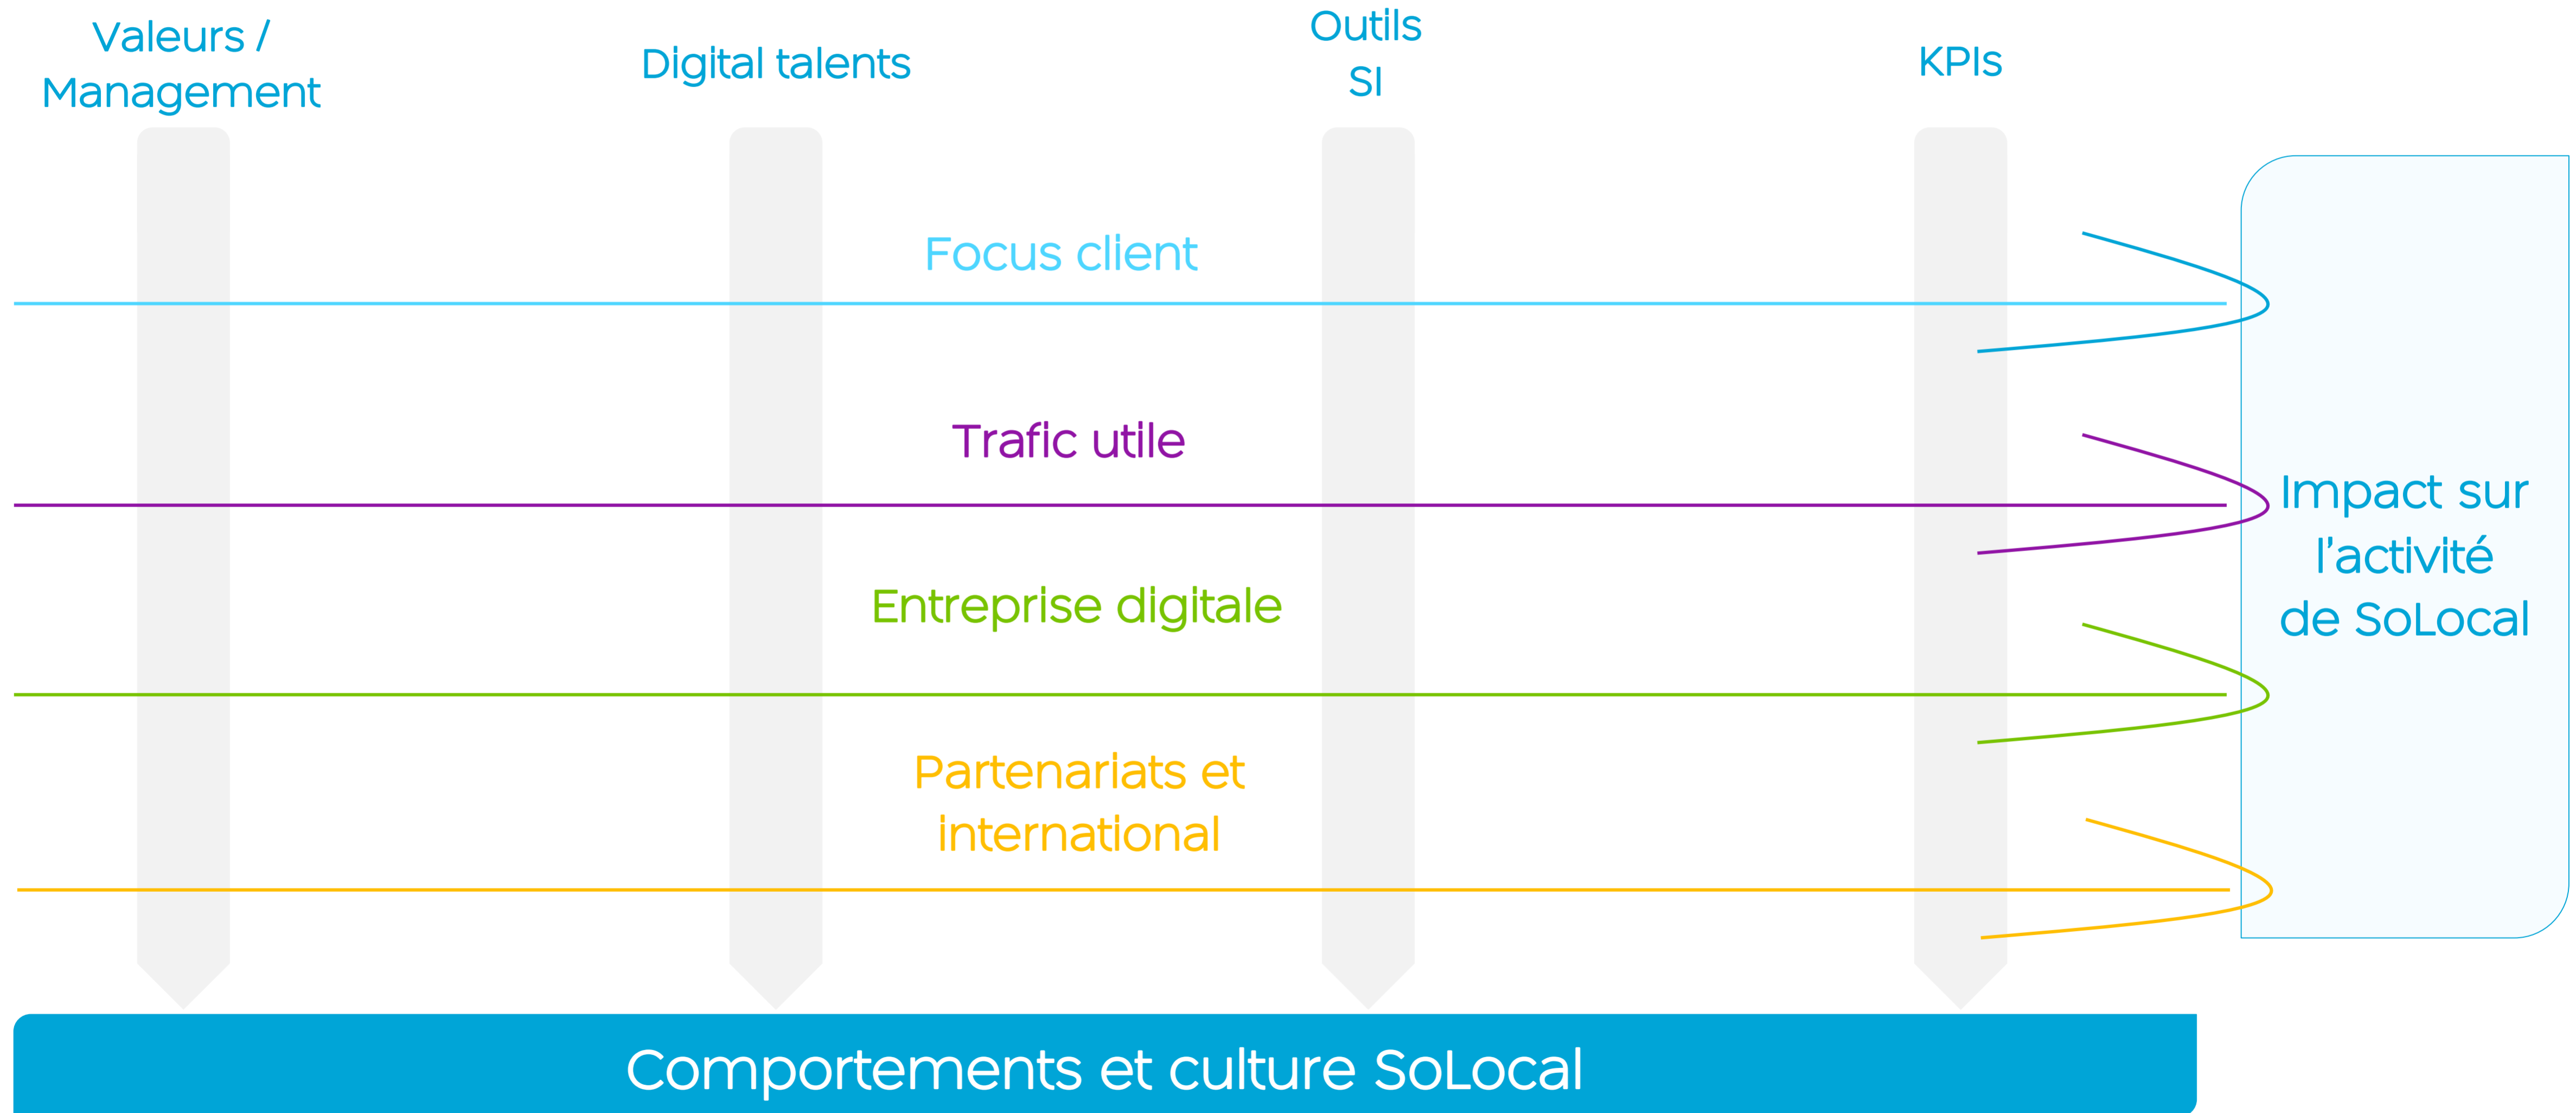 Valeurs /
Management
Digital talents
Outils
SI
KPIs
Focus client
Trafic utile
Entreprise digitale
Partenariats et
international
Impact sur
l’activité
de SoLocal
Comportements et culture SoLocal